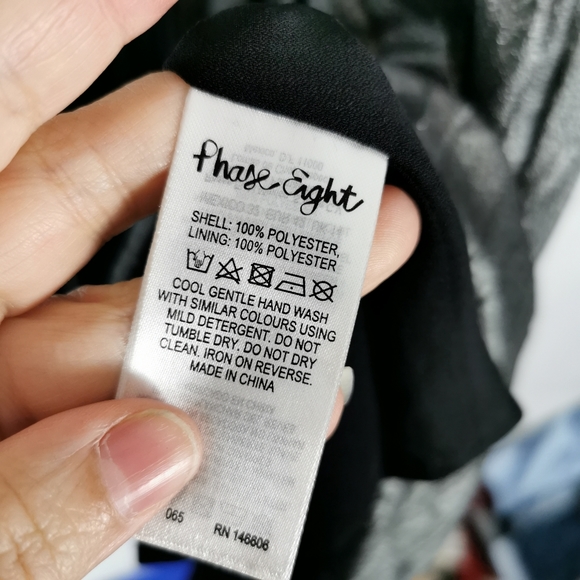 Phase Eight
SHELL: 100% POLYESTER,
LINING: 100% POLYESTER
COOL GENTLE HAND WASH
WITH SIMILAR COLOURS USING
MILD DETERGENT. DO NOT
TUMBLE DRY. DO NOT DRY
CLEAN. IRON ON REVERSE.
MADE IN CHINA
065 RN 146806